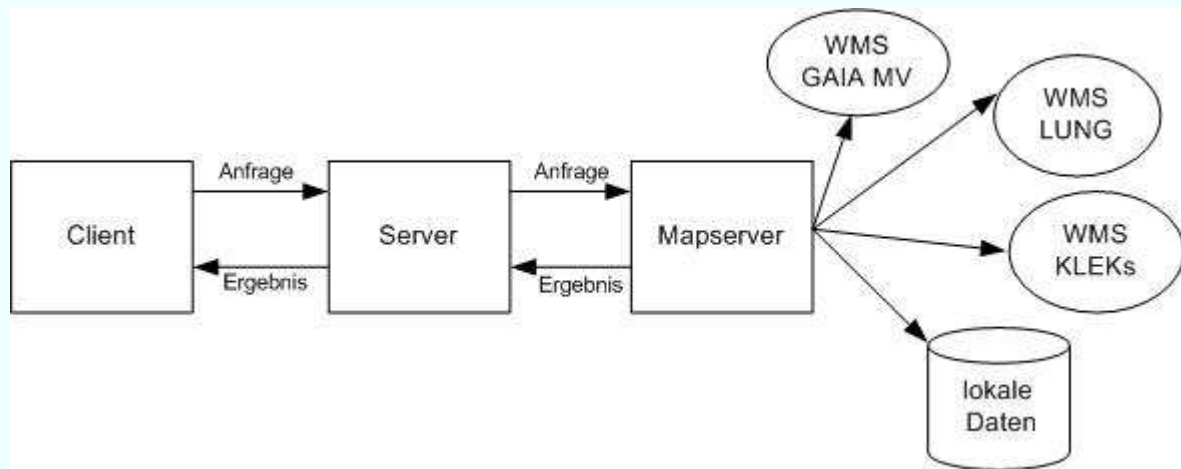 WMS
GAIA MV
WMS
LUNG
Anfrage
Anfrage
Client
Server
Mapserver
WMS
KLEKs
Ergebnis
Ergebnis
lokale
Daten